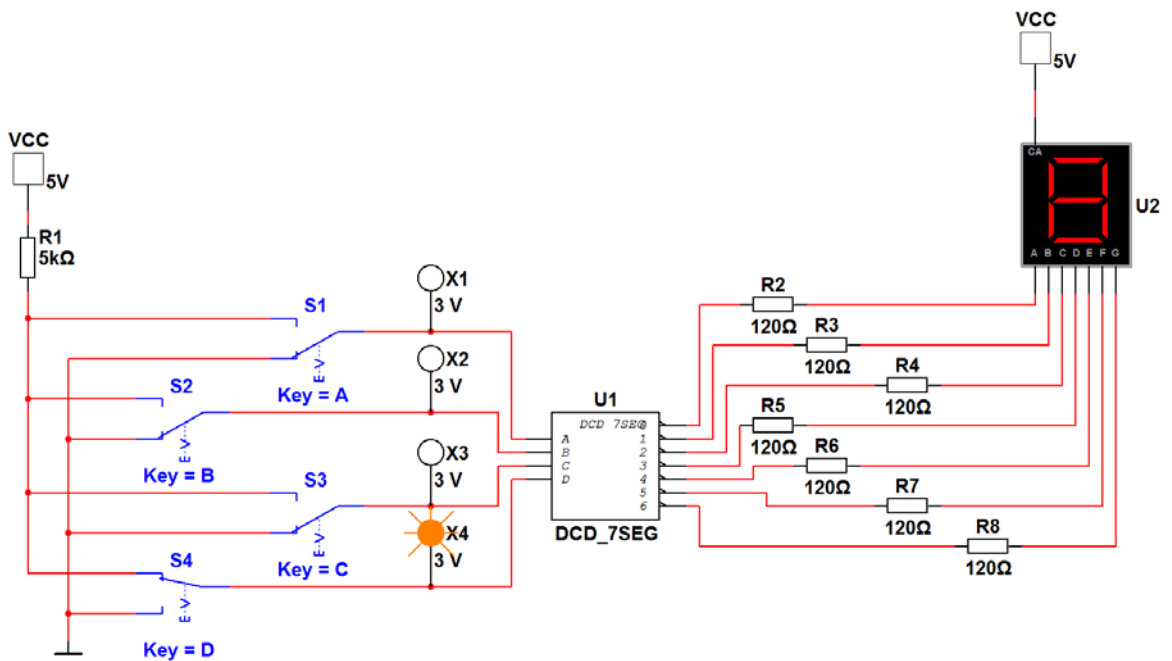 VCC
5V
CA
U2
A B C D E F G
VCC
5V
R1
5kΩ
S1
E-V
Key = A
X1
3 V
S2
E-V
Key = B
X2
3 V
S3
E-V
Key = C
X3
3 V
S4
E-V
Key = D
X4
3 V
U1
DCD 7SEG
A
B
C
D
0
1
2
3
4
5
6
DCD_7SEG
R2
120Ω
R3
120Ω
R4
120Ω
R5
120Ω
R6
120Ω
R7
120Ω
R8
120Ω